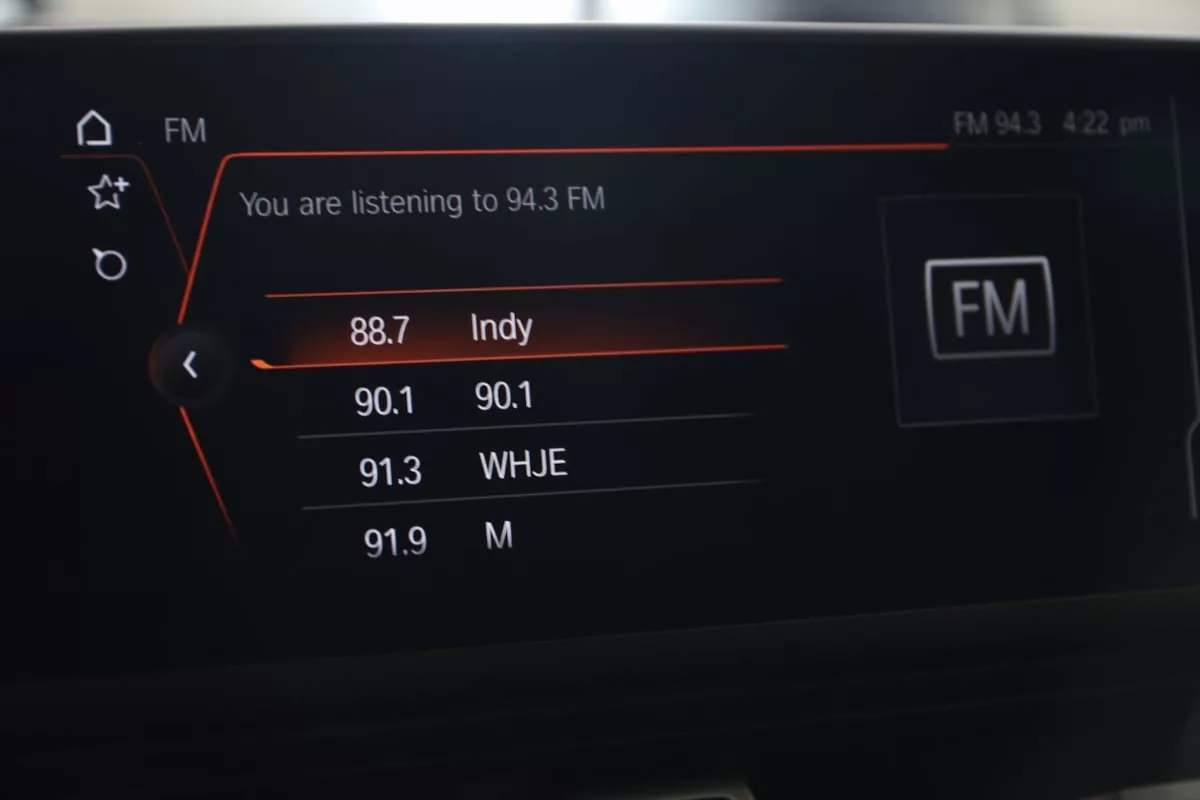 FM
FM 94.3 4:22 pm
You are listening to 94.3 FM
FM
88.7 Indy
90.1 90.1
91.3 WHJE
91.9 M